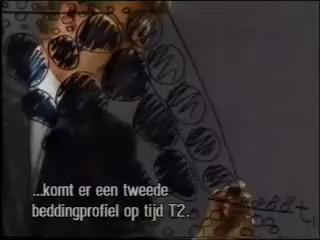 ...komt er een tweede
beddingprofiel op tijd T2.